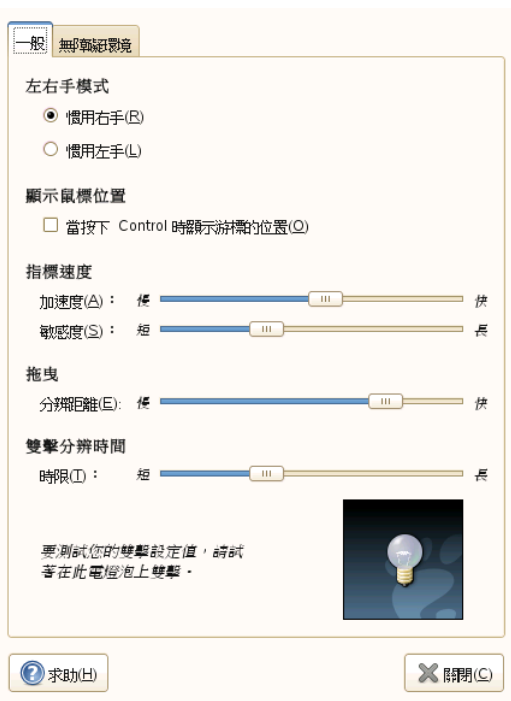 一般 無障礙環境
左右手模式
慣用右手(R)
慣用左手(L)
顯示鼠標位置
當按下 Control 時顯示游標的位置(O)
指標速度
加速度(A)： 慢 快
敏感度(S)： 短 長
拖曳
分辨距離(E): 慢 快
雙擊分辨時間
時限(T)： 短 長
要測試您的雙擊設定值，請試
著在此電燈泡上雙擊。
求助(H) 關閉(C)